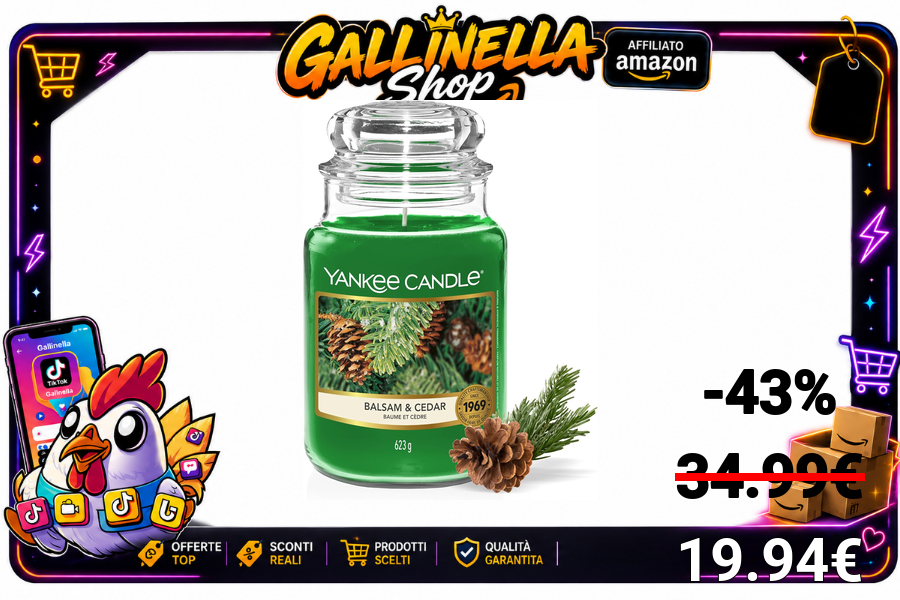 GALLINELLA
Shop
AFFILIATO
amazon
Gallinella
TikTok
Gallinella
YANKEE CANDLE®
BALSAM & CEDAR
BAUME ET CÈDRE
1969
623 g
-43%
34.99€
19.94€
OFFERTE
TOP
SCONTI
REALI
PRODOTTI
SCELTI
QUALITÀ
GARANTITA